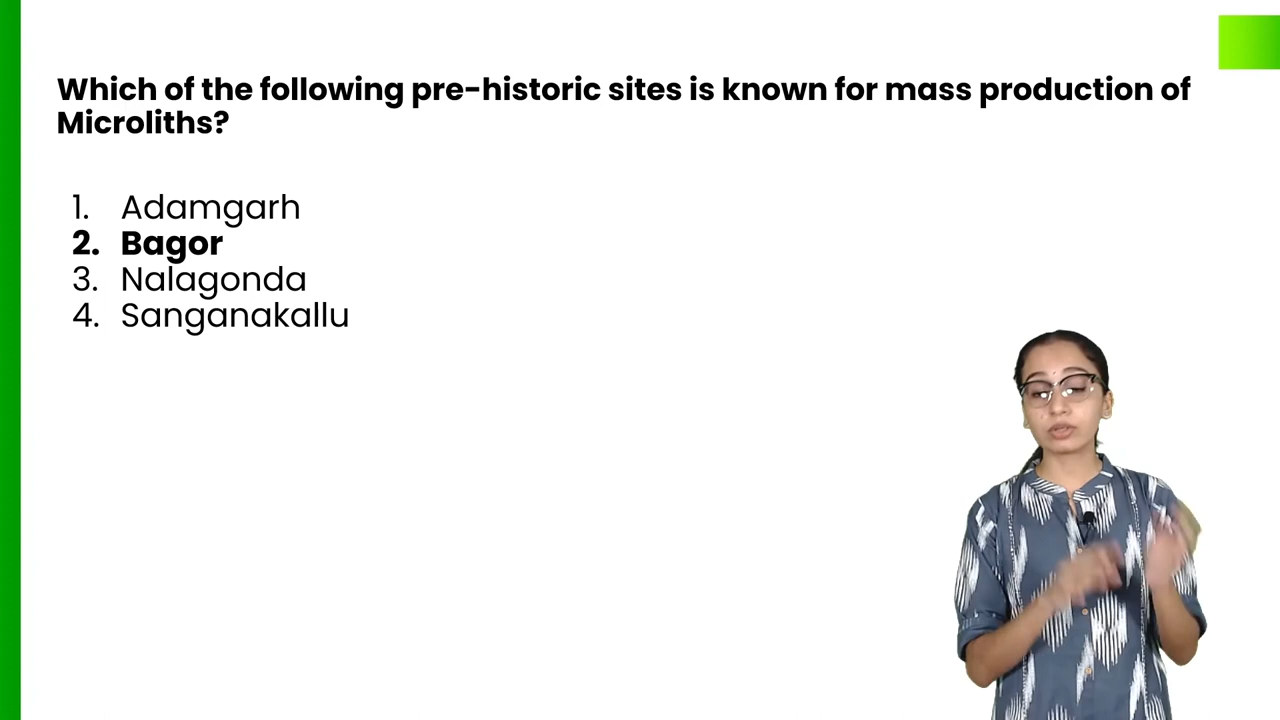 Which of the following pre-historic sites is known for mass production of
Microliths?
1. Adamgarh
2. Bagor
3. Nalagonda
4. Sanganakallu